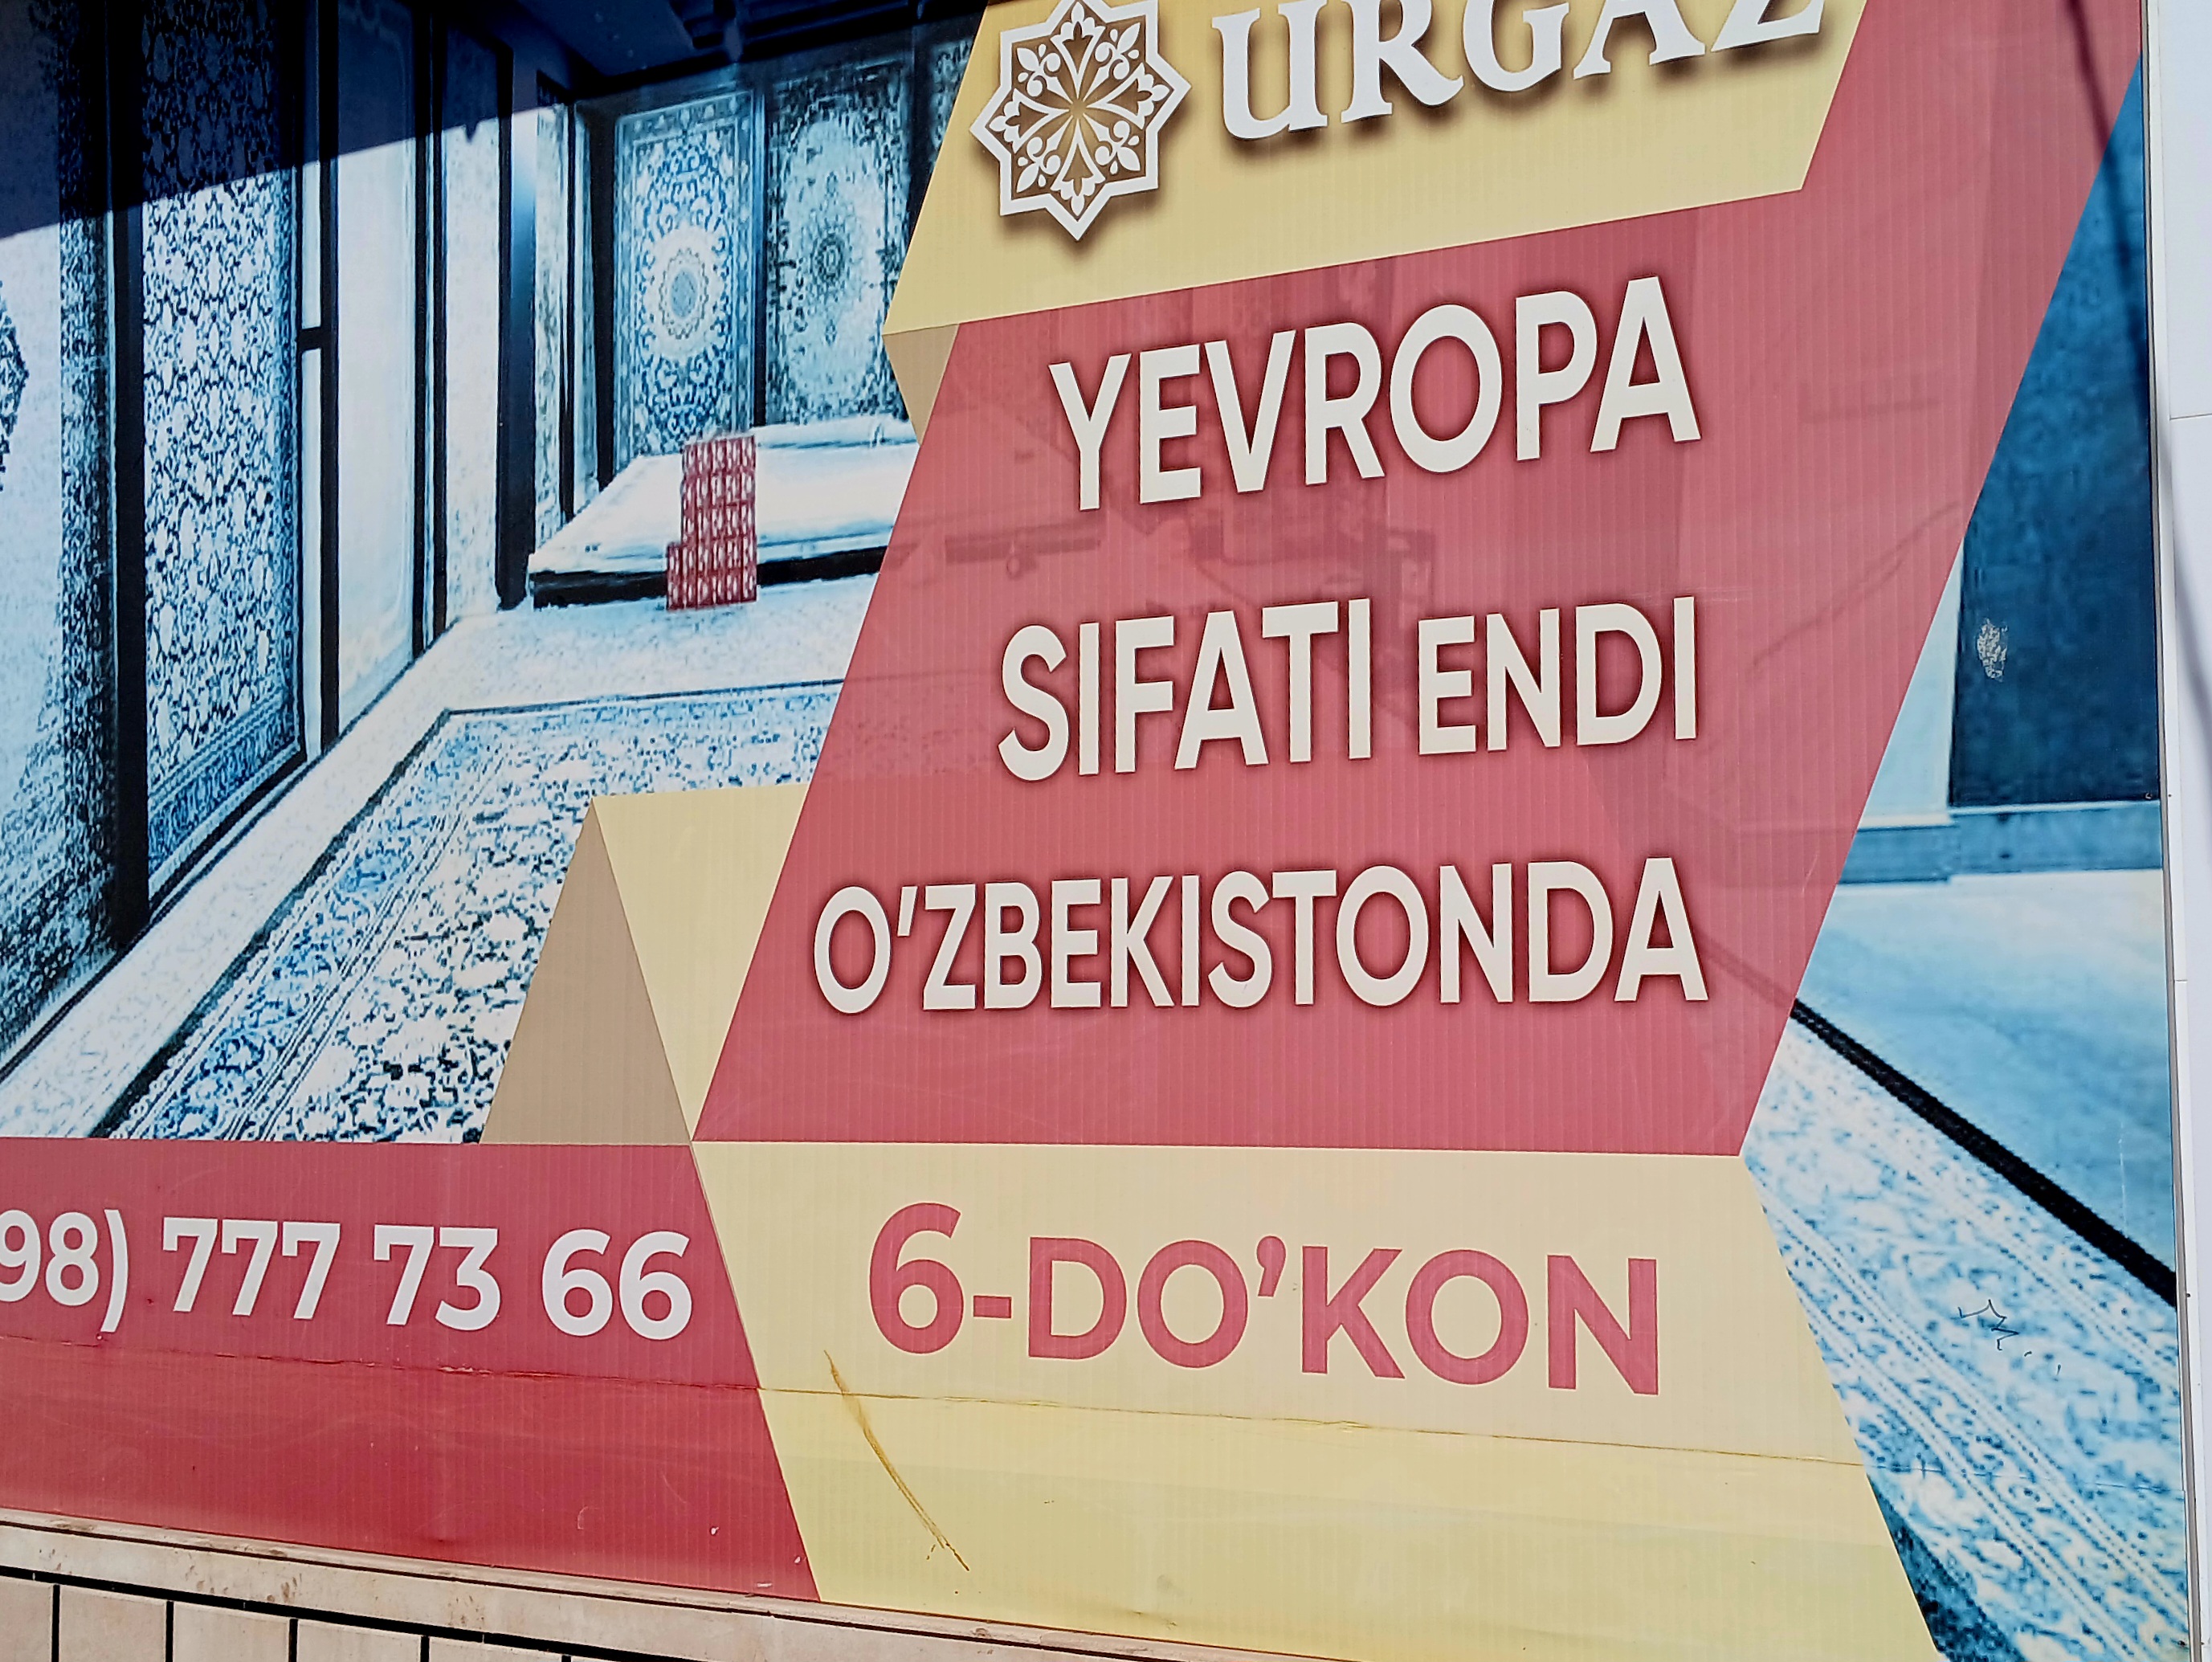 URGAZ
YEVROPA
SIFATI ENDI
O'ZBEKISTONDA
98) 777 73 66
6-DO'KON